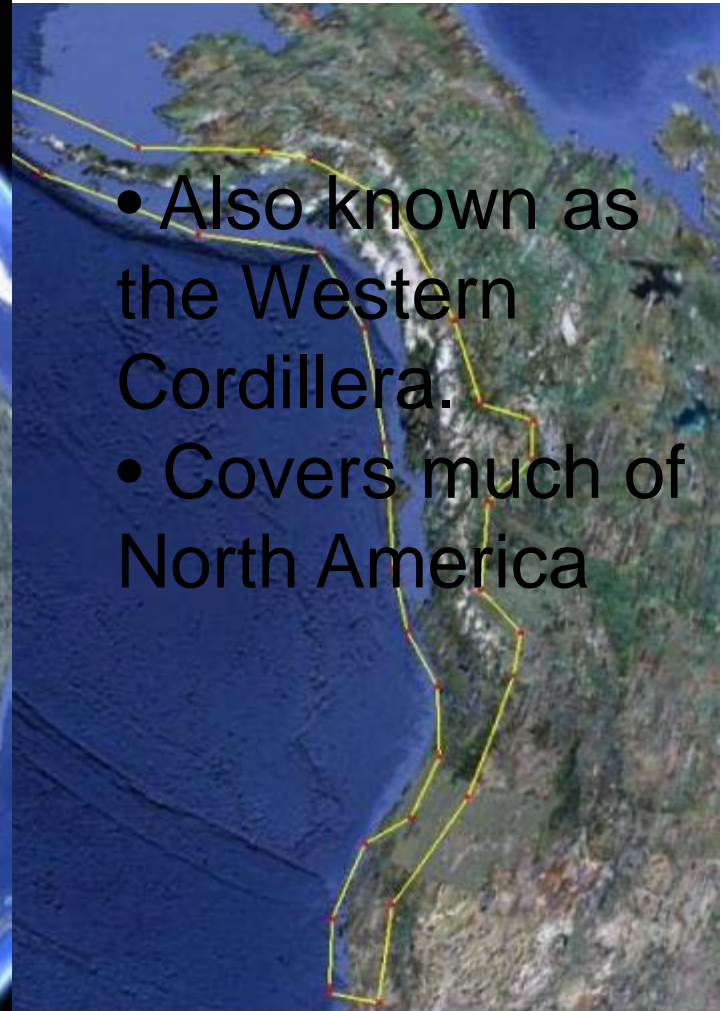 • Also known as
the Western
Cordillera.
• Covers much of
North America